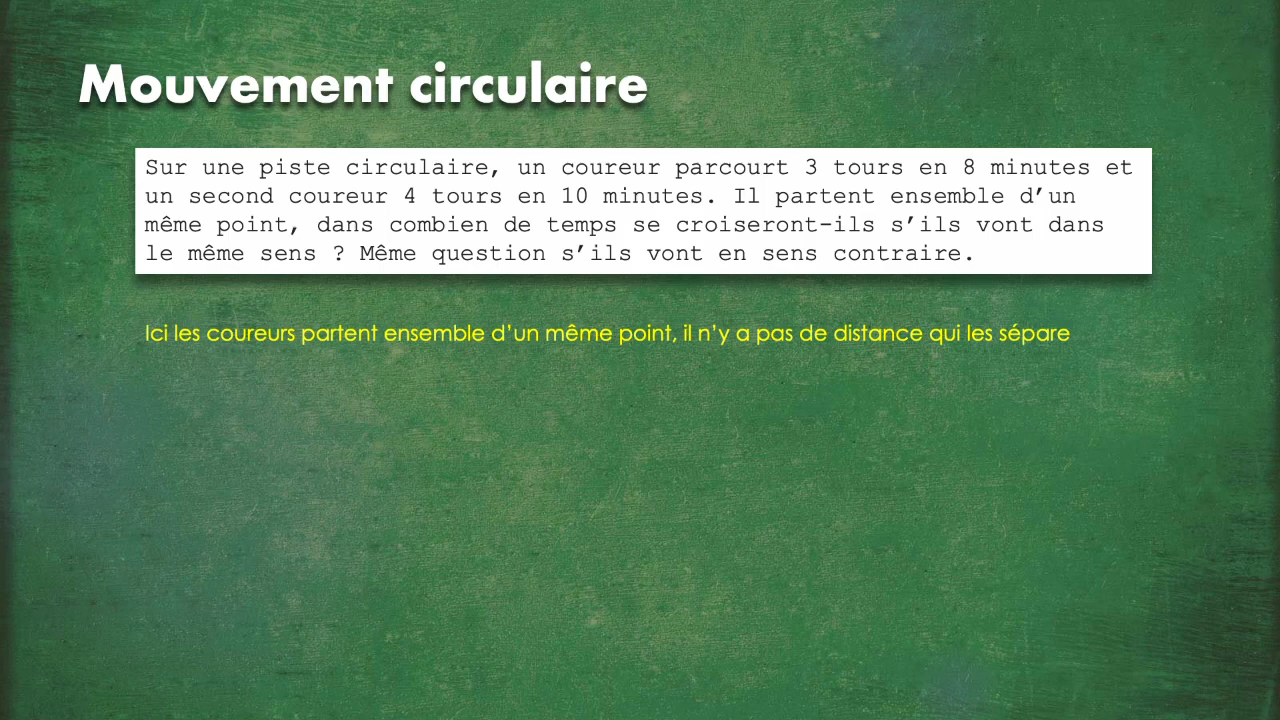 Mouvement circulaire
Sur une piste circulaire, un coureur parcourt 3 tours en 8 minutes et
un second coureur 4 tours en 10 minutes. Il partent ensemble d’un
même point, dans combien de temps se croiseront-ils s’ils vont dans
le même sens ? Même question s’ils vont en sens contraire.
Ici les coureurs partent ensemble d’un même point, il n’y a pas de distance qui les sépare